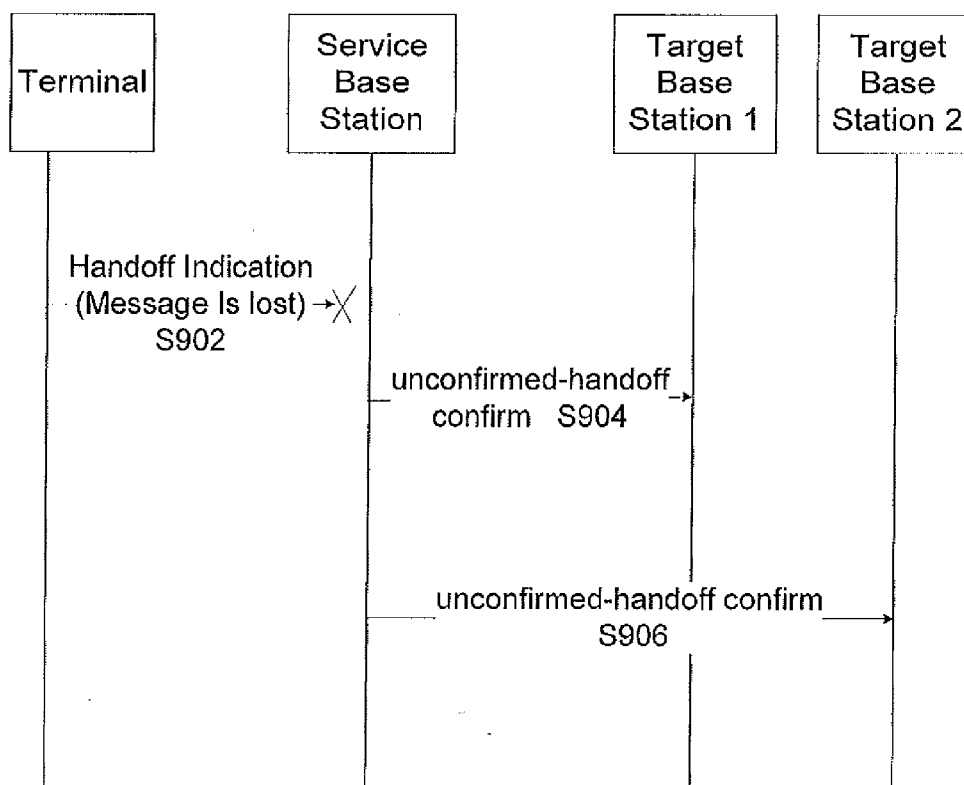 Terminal
Service
Base
Station
Target
Base
Station 1
Target
Base
Station 2
Handoff Indication
(Message Is lost)
S902
unconfirmed-handoff
confirm S904
unconfirmed-handoff confirm
S906